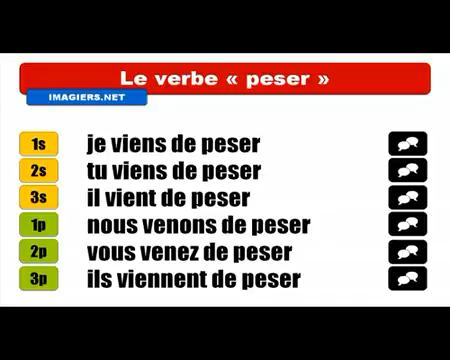 Le verbe « peser »
IMAGIERS.NET
1s je viens de peser
2s tu viens de peser
3s il vient de peser
1p nous venons de peser
2p vous venez de peser
3p ils viennent de peser